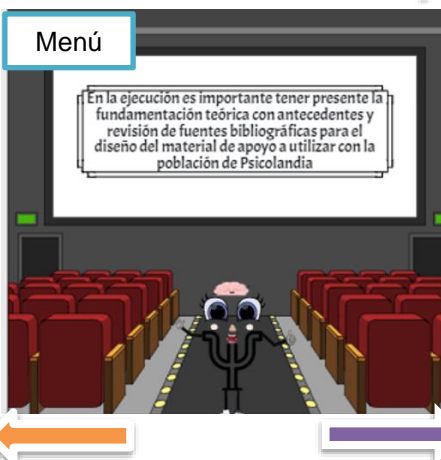 Menú
En la ejecución es importante tener presente la
fundamentación teórica con antecedentes y
revisión de fuentes bibliográficas para el
diseño del material de apoyo a utilizar con la
población de Psicolandia